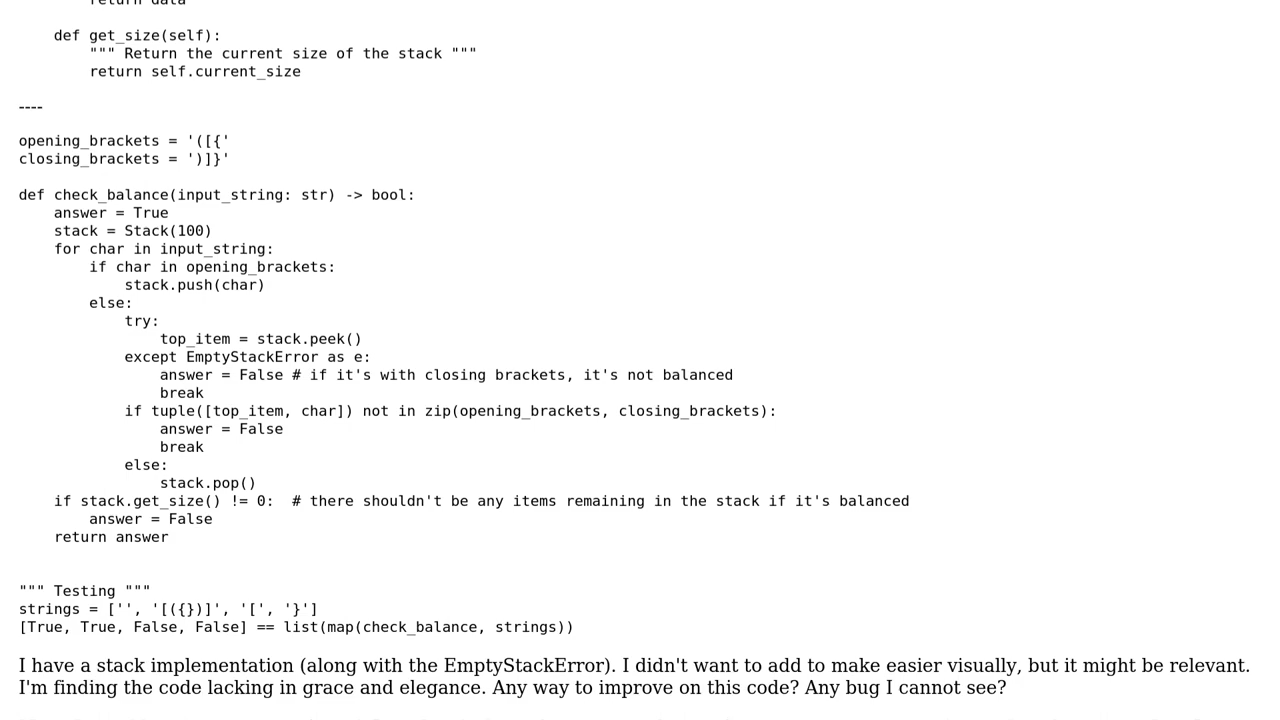 return data
def get_size(self):
""" Return the current size of the stack """
return self.current_size
----
opening_brackets = '([{'
closing_brackets = ')]}'
def check_balance(input_string: str) -> bool:
answer = True
stack = Stack(100)
for char in input_string:
if char in opening_brackets:
stack.push(char)
else:
try:
top_item = stack.peek()
except EmptyStackError as e:
answer = False # if it's with closing brackets, it's not balanced
break
if tuple([top_item, char]) not in zip(opening_brackets, closing_brackets):
answer = False
break
else:
stack.pop()
if stack.get_size() != 0:  # there shouldn't be any items remaining in the stack if it's balanced
answer = False
return answer
""" Testing """
strings = ['', '[({})]', '[', '}']
[True, True, False, False] == list(map(check_balance, strings))
I have a stack implementation (along with the EmptyStackError). I didn't want to add to make easier visually, but it might be relevant.
I'm finding the code lacking in grace and elegance. Any way to improve on this code? Any bug I cannot see?